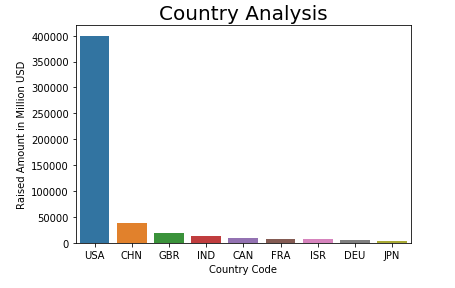 Country Analysis
Raised Amount in Million USD
400000
350000
300000
250000
200000
150000
100000
50000
0
USA CHN GBR IND CAN FRA ISR DEU JPN
Country Code